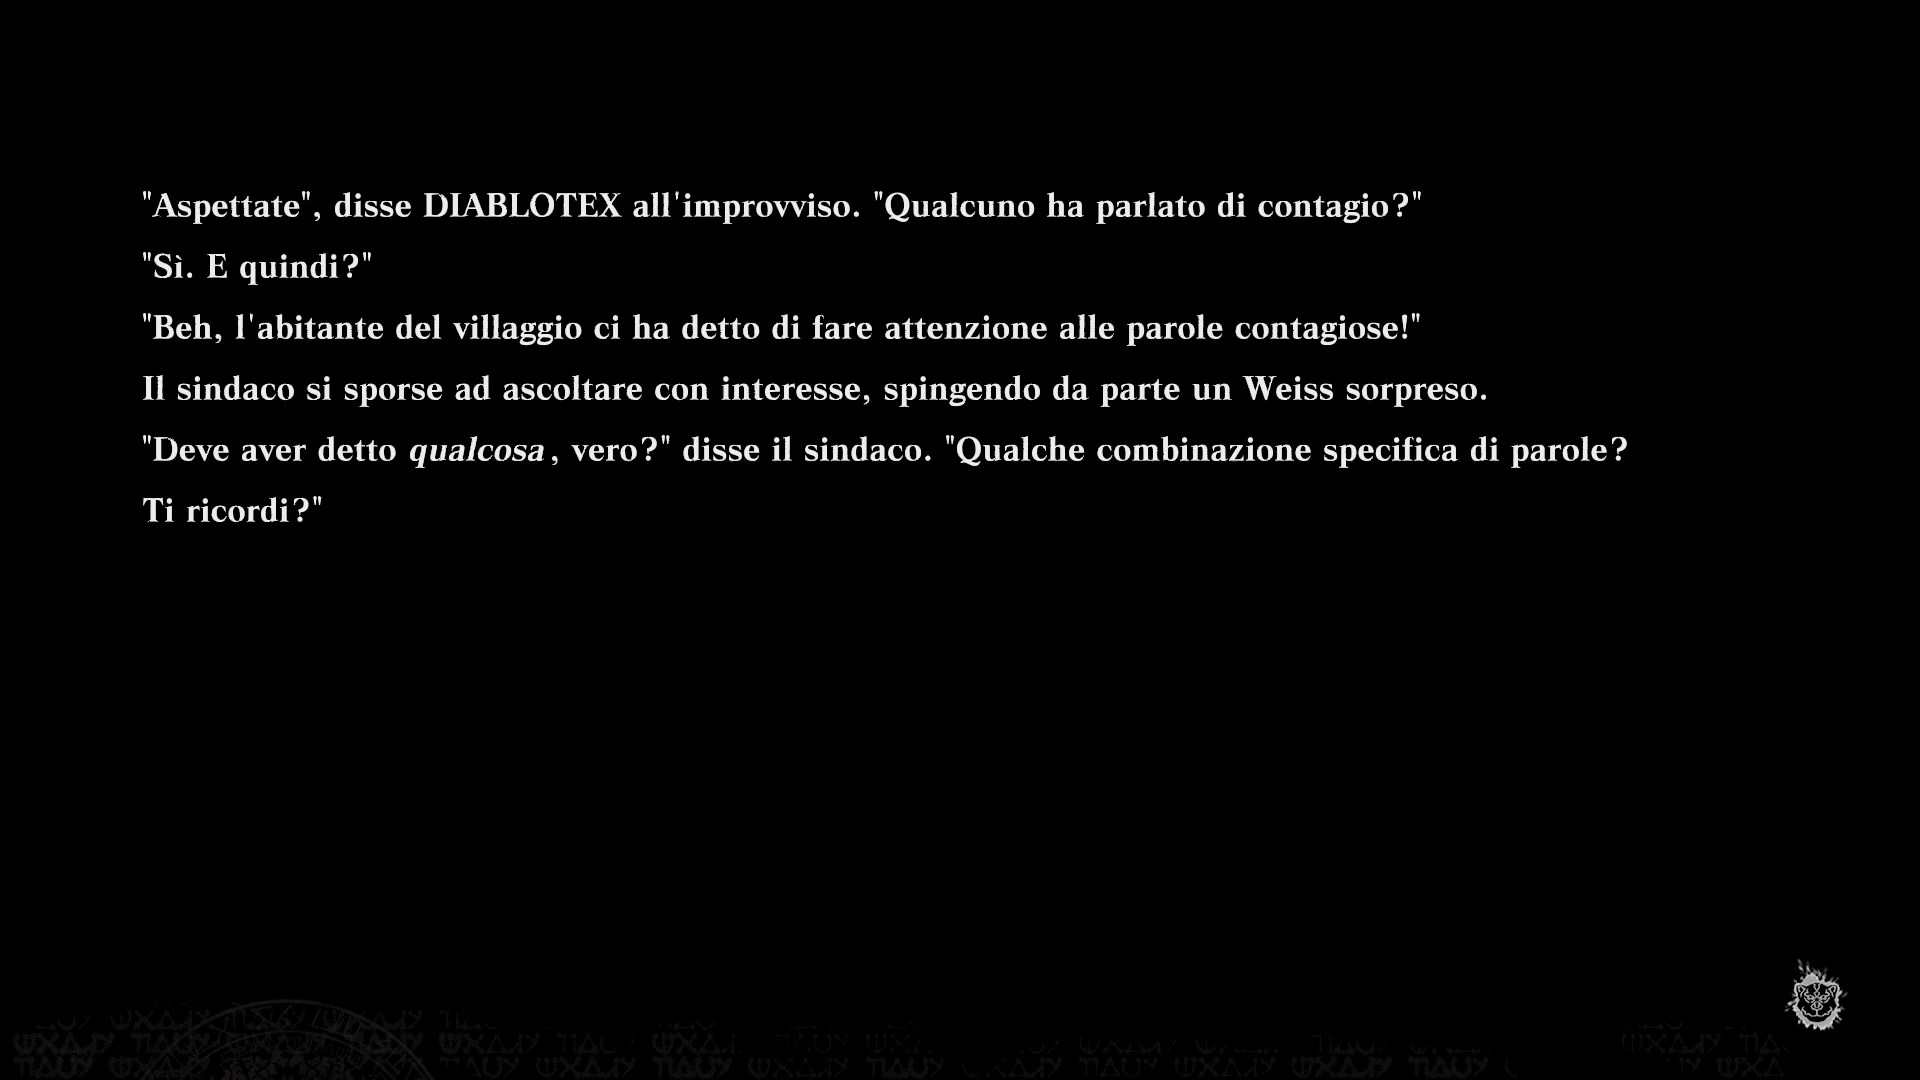 "Aspettate", disse DIABLOTEX all'improvviso. "Qualcuno ha parlato di contagio?"
"Sì. E quindi?"
"Beh, l'abitante del villaggio ci ha detto di fare attenzione alle parole contagiose!"
Il sindaco si sporse ad ascoltare con interesse, spingendo da parte un Weiss sorpreso.
"Deve aver detto qualcosa, vero?" disse il sindaco. "Qualche combinazione specifica di parole?
Ti ricordi?"